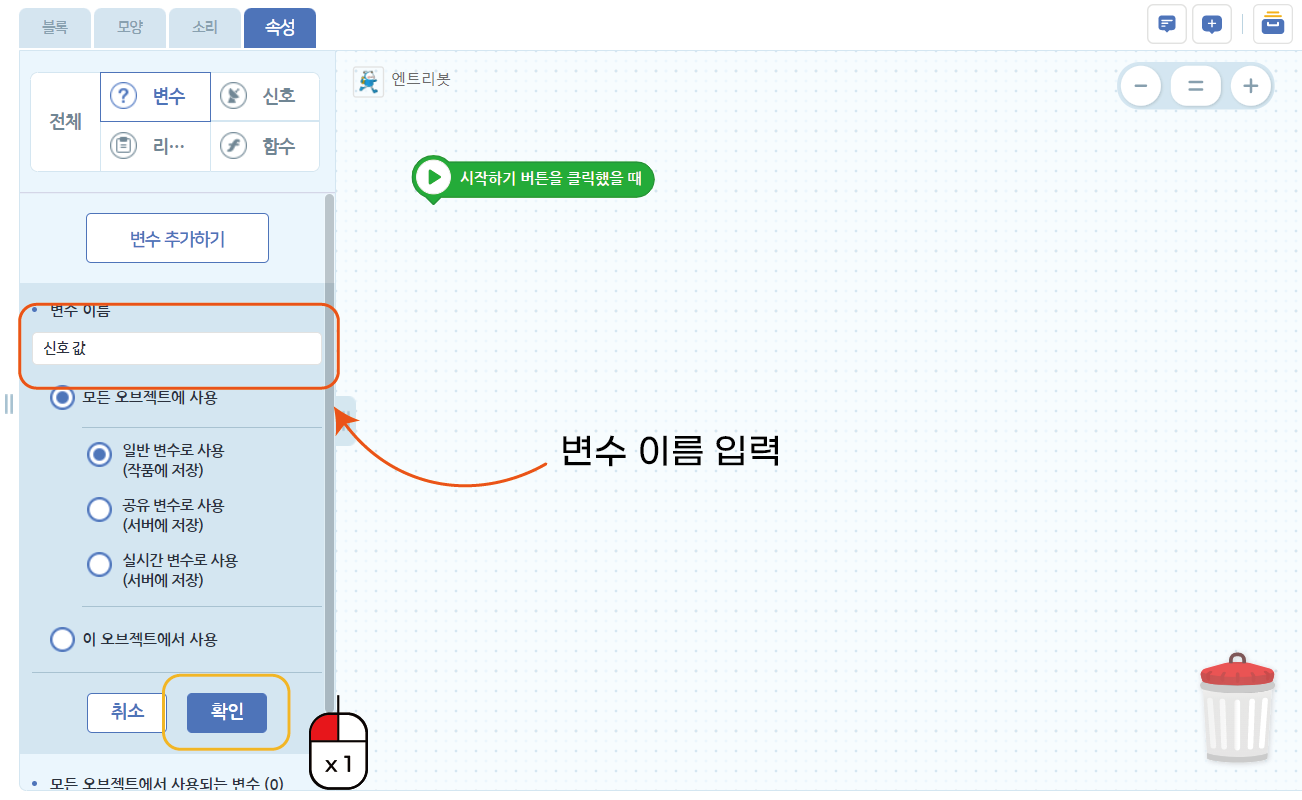 블록
모양
소리
속성
전체
? 변수
신호
리…
함수
엔트리봇
시작하기 버튼을 클릭했을 때
변수 추가하기
변수 이름
신호 값
모든 오브젝트에 사용
일반 변수로 사용
(작품에 저장)
공유 변수로 사용
(서버에 저장)
실시간 변수로 사용
(서버에 저장)
이 오브젝트에서 사용
취소
확인
x 1
변수 이름 입력
모든 오브젝트에서 사용되는 변수 (0)